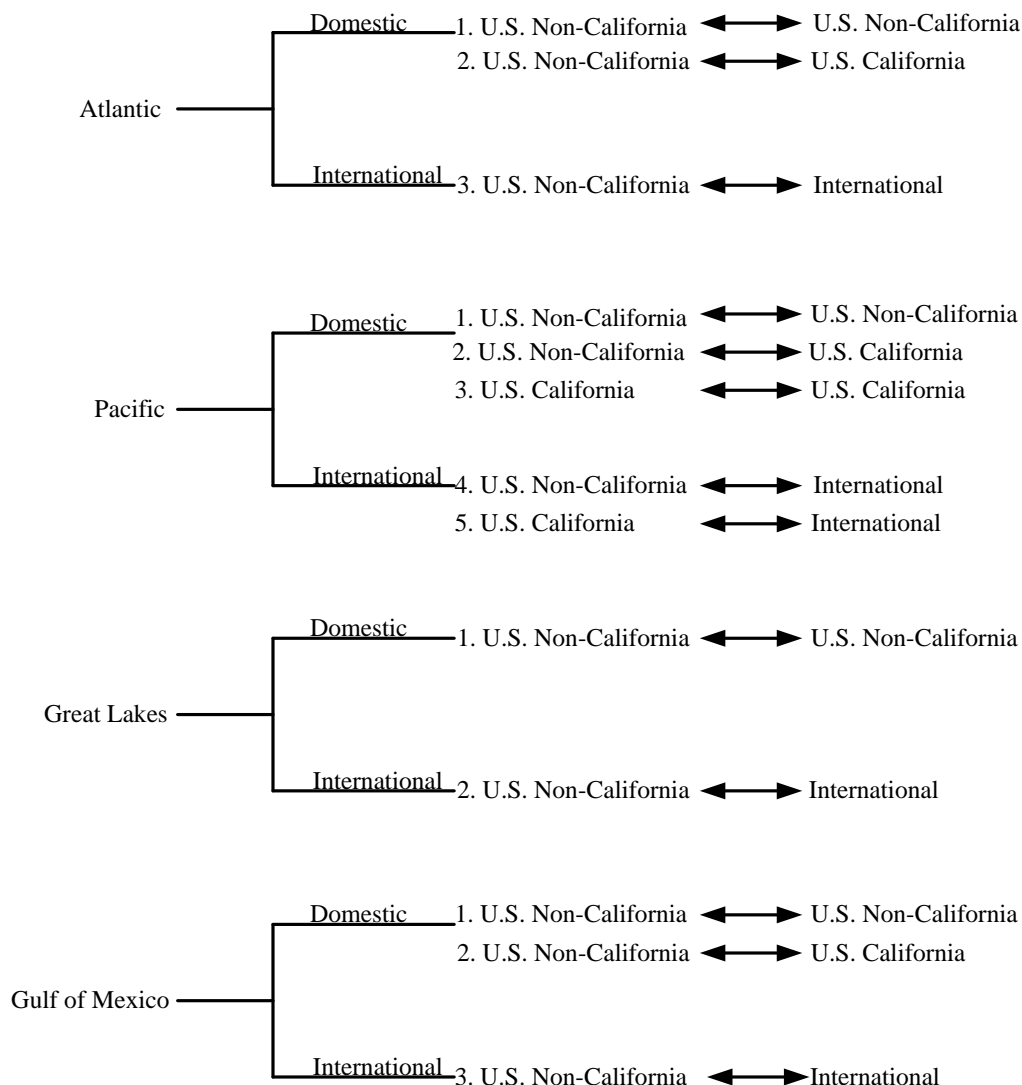 Domestic 1. U.S. Non-California U.S. Non-California
2. U.S. Non-California U.S. California
Atlantic
International 3. U.S. Non-California International
Domestic 1. U.S. Non-California U.S. Non-California
2. U.S. Non-California U.S. California
3. U.S. California U.S. California
Pacific
International 4. U.S. Non-California International
5. U.S. California International
Domestic 1. U.S. Non-California U.S. Non-California
Great Lakes
International 2. U.S. Non-California International
Domestic 1. U.S. Non-California U.S. Non-California
2. U.S. Non-California U.S. California
Gulf of Mexico
International 3. U.S. Non-California International